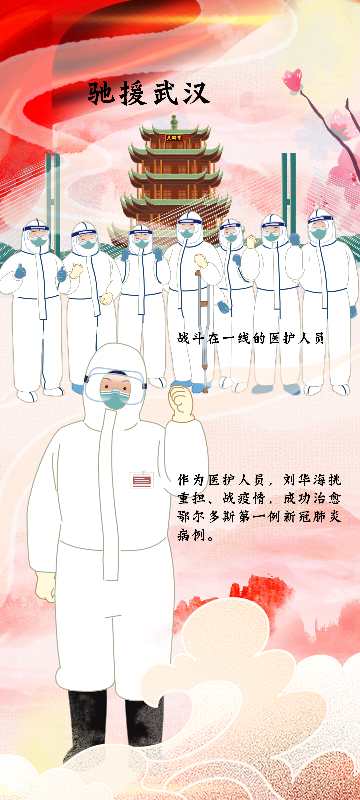 驰援武汉
战斗在一线的医护人员
作为医护人员，刘华海挑
重担、战疫情，成功治愈
鄂尔多斯第一例新冠肺炎
病例。